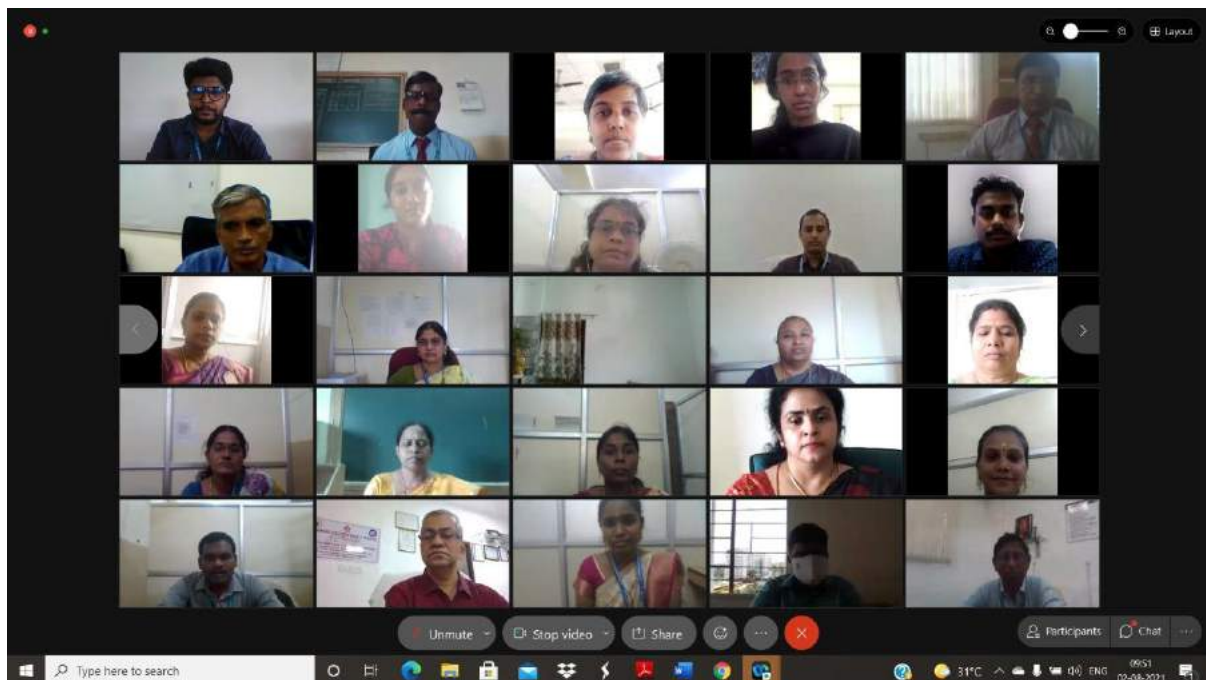 Layout
Unmute
Stop video
Share
Participants
Chat
Type here to search
31°C
ENG
09:51
02-08-2021